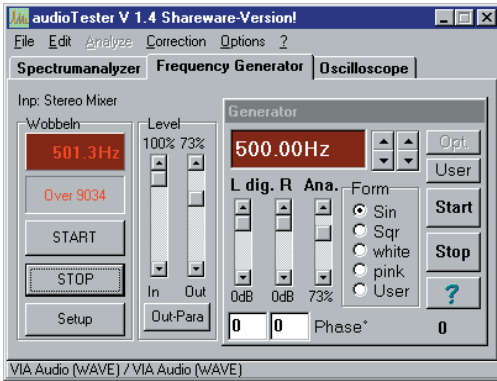 audioTester V 1.4 Shareware-Version!
File Edit Analyze Correction Options ?
Spectrumanalyzer Frequency Generator Oscilloscope
Inp: Stereo Mixer
Wobbeln
501.3Hz
Over 9034
START
STOP
Setup
Level
100% 73%
In Out
Out-Para
Generator
500.00Hz
Opt.
User
L dig. R Ana.
0dB 0dB 73%
Form
Sin
Sqr
white
pink
User
Start
Stop
?
0 0 Phase° 0
VIA Audio (WAVE) / VIA Audio (WAVE)